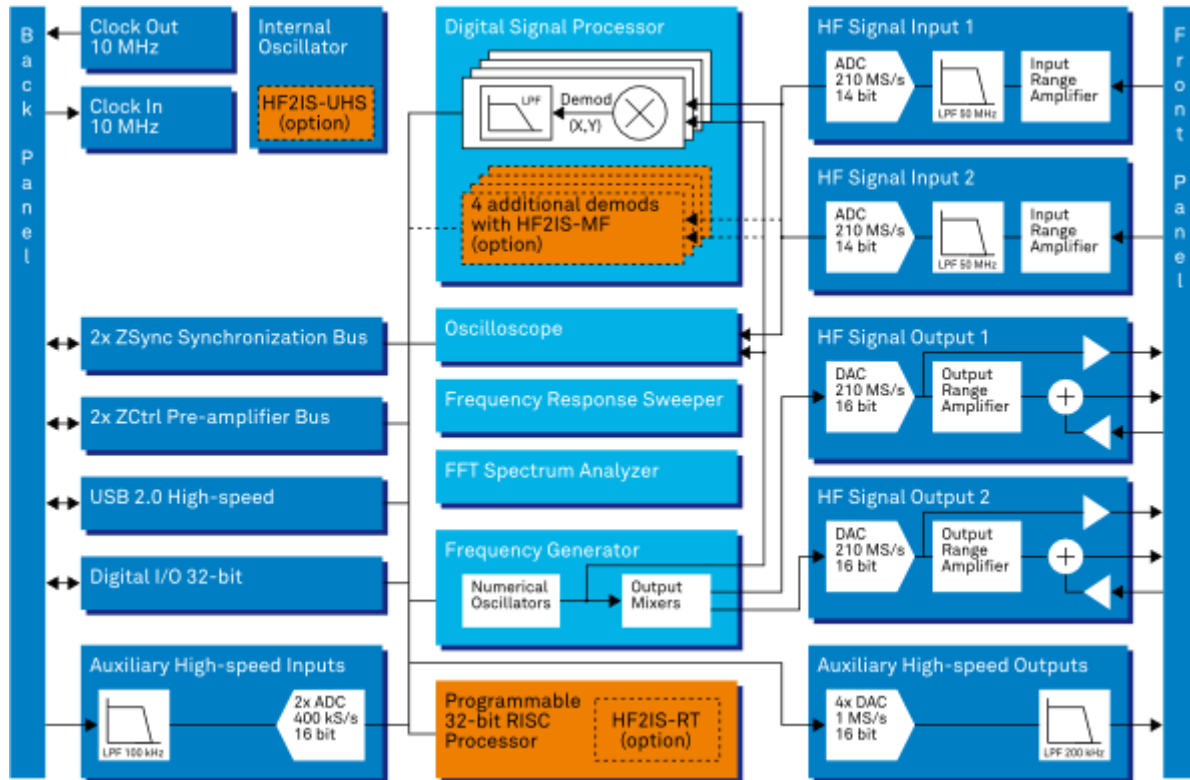 Back Panel
Clock Out
10 MHz
Clock In
10 MHz
Internal
Oscillator
HF2IS-UHS
(option)
2x ZSync Synchronization Bus
2x ZCtrl Pre-amplifier Bus
USB 2.0 High-speed
Digital I/O 32-bit
Auxiliary High-speed Inputs
LPF 100 kHz
2x ADC
400 kS/s
16 bit
Digital Signal Processor
LPF
Demod
(X,Y)
4 additional demods
with HF2IS-MF
(option)
Oscilloscope
Frequency Response Sweeper
FFT Spectrum Analyzer
Frequency Generator
Numerical
Oscillators
Output
Mixers
Programmable
32-bit RISC
Processor
HF2IS-RT
(option)
HF Signal Input 1
ADC
210 MS/s
14 bit
LPF 50 MHz
Input
Range
Amplifier
HF Signal Input 2
ADC
210 MS/s
14 bit
LPF 50 MHz
Input
Range
Amplifier
HF Signal Output 1
DAC
210 MS/s
16 bit
Output
Range
Amplifier
+
HF Signal Output 2
DAC
210 MS/s
16 bit
Output
Range
Amplifier
+
Auxiliary High-speed Outputs
4x DAC
1 MS/s
16 bit
LPF 200 kHz
Front Panel